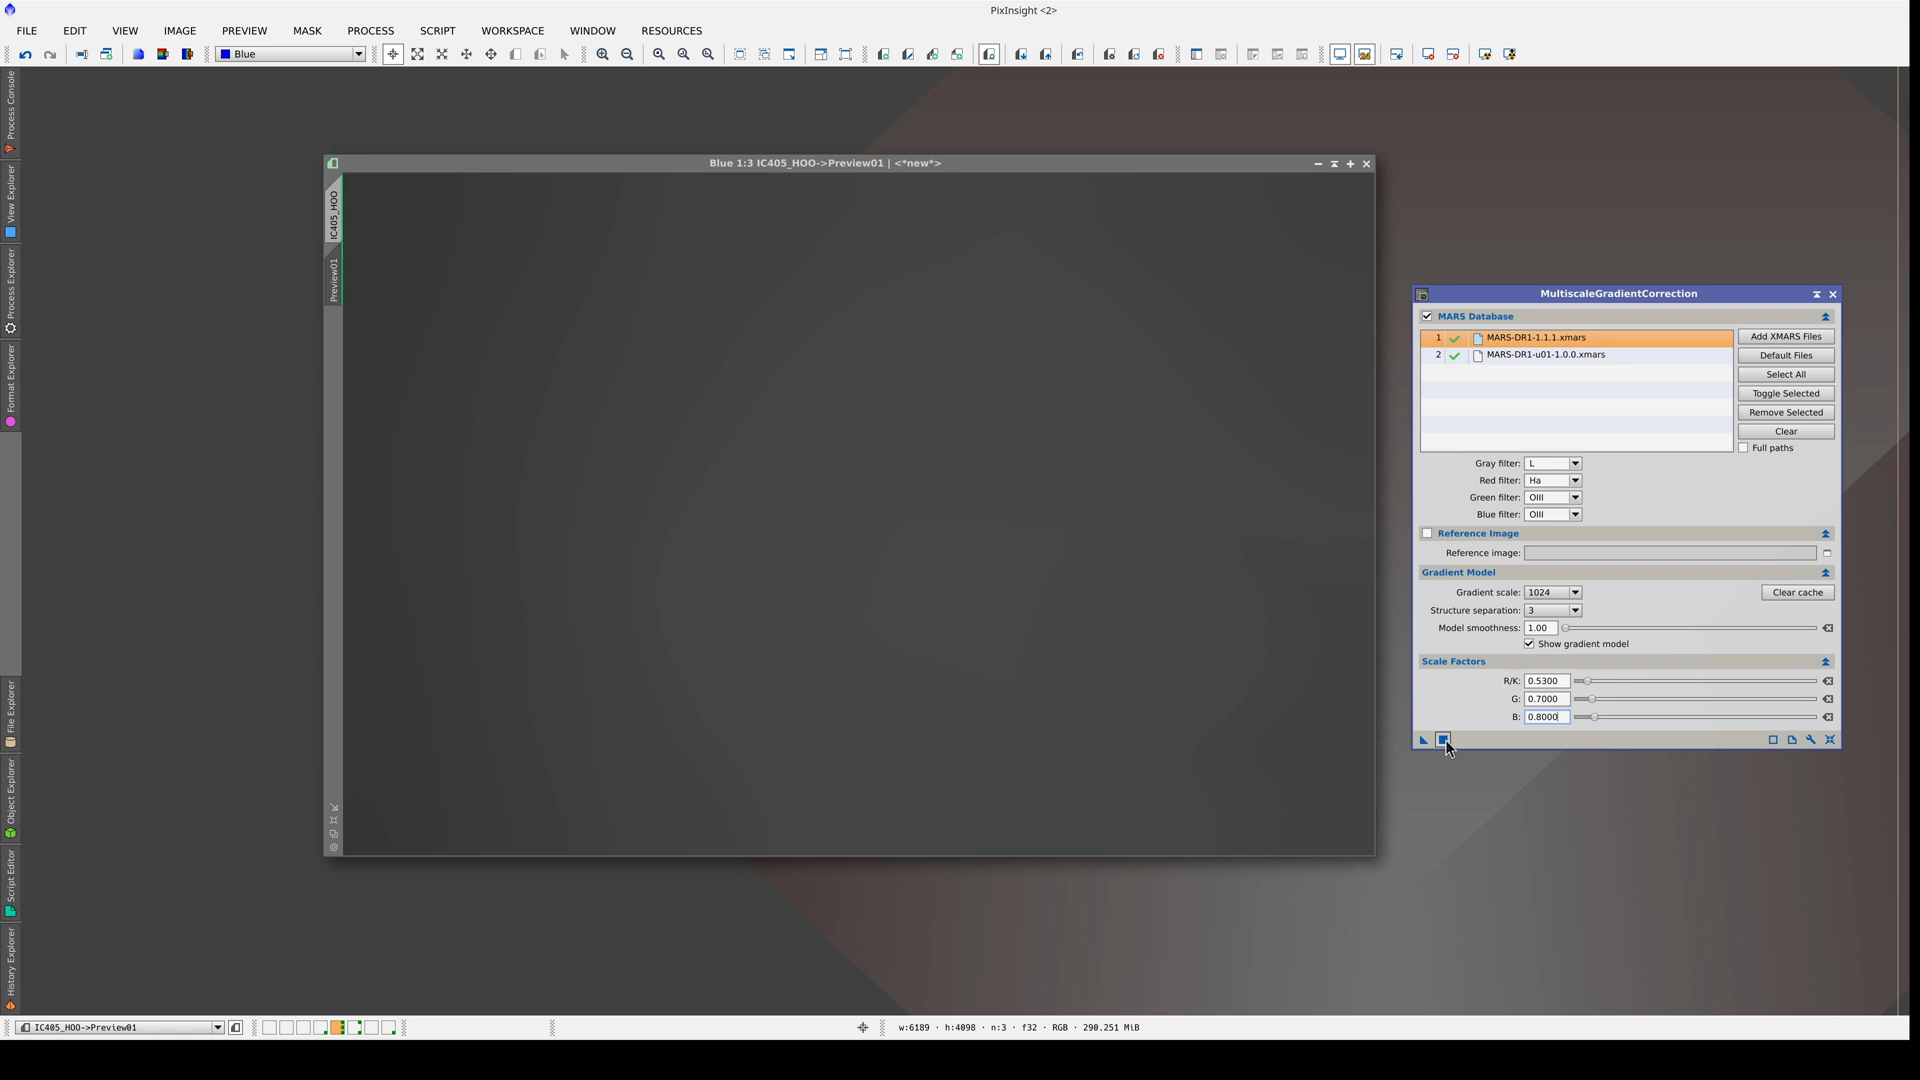 PixInsight <2>
FILE EDIT VIEW IMAGE PREVIEW MASK PROCESS SCRIPT WORKSPACE WINDOW RESOURCES
Blue
Process Console
View Explorer
Process Explorer
Format Explorer
File Explorer
Object Explorer
Script Editor
History Explorer
Blue 1:3 IC405_HOO->Preview01 | <*new*>
IC405_HOO
Preview01
MultiscaleGradientCorrection
MARS Database
1 MARS-DR1-1.1.1.xmars
2 MARS-DR1-u01-1.0.0.xmars
Add XMARS Files
Default Files
Select All
Toggle Selected
Remove Selected
Clear
Full paths
Gray filter: L
Red filter: Ha
Green filter: OIII
Blue filter: OIII
Reference Image
Reference image:
Gradient Model
Gradient scale: 1024 Clear cache
Structure separation: 3
Model smoothness: 1.00
Show gradient model
Scale Factors
R/K: 0.5300
G: 0.7000
B: 0.8000
IC405_HOO->Preview01
w:6189 · h:4098 · n:3 · f32 · RGB · 290.251 MiB